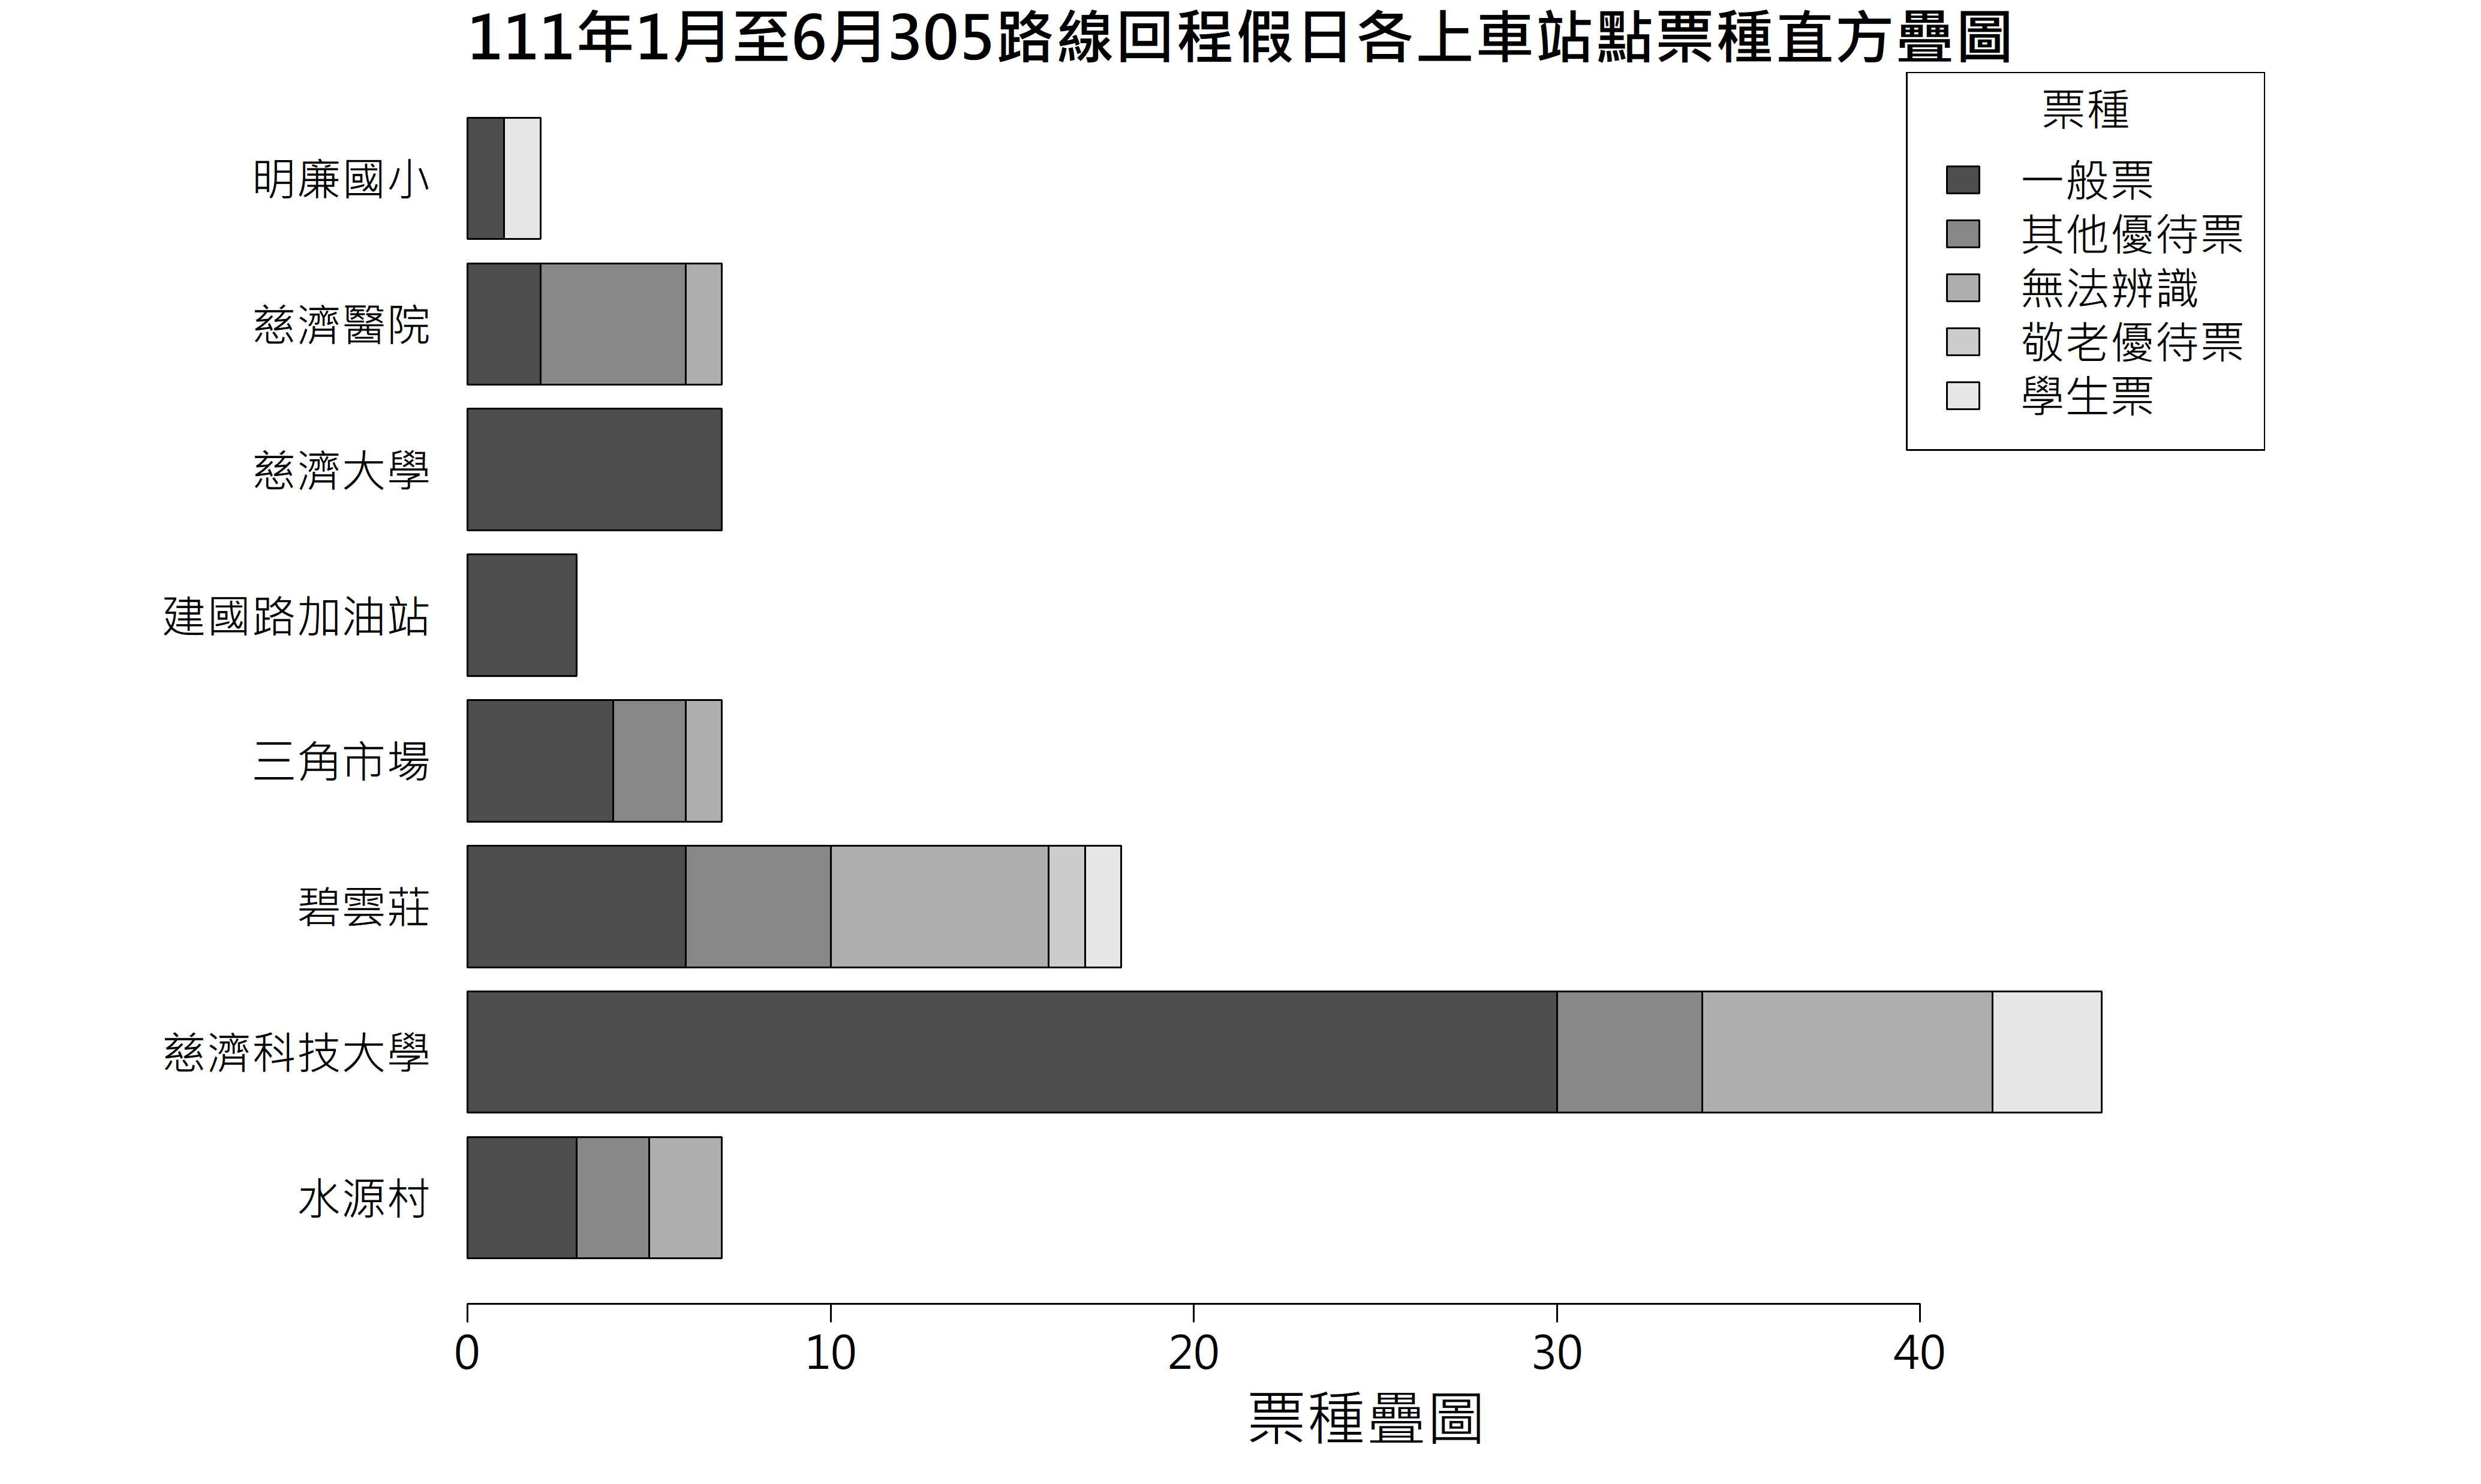 111年1月至6月305路線回程假日各上車站點票種直方疊圖
票種
一般票
其他優待票
無法辨識
敬老優待票
學生票
明廉國小
慈濟醫院
慈濟大學
建國路加油站
三角市場
碧雲莊
慈濟科技大學
水源村
0 10 20 30 40
票種疊圖